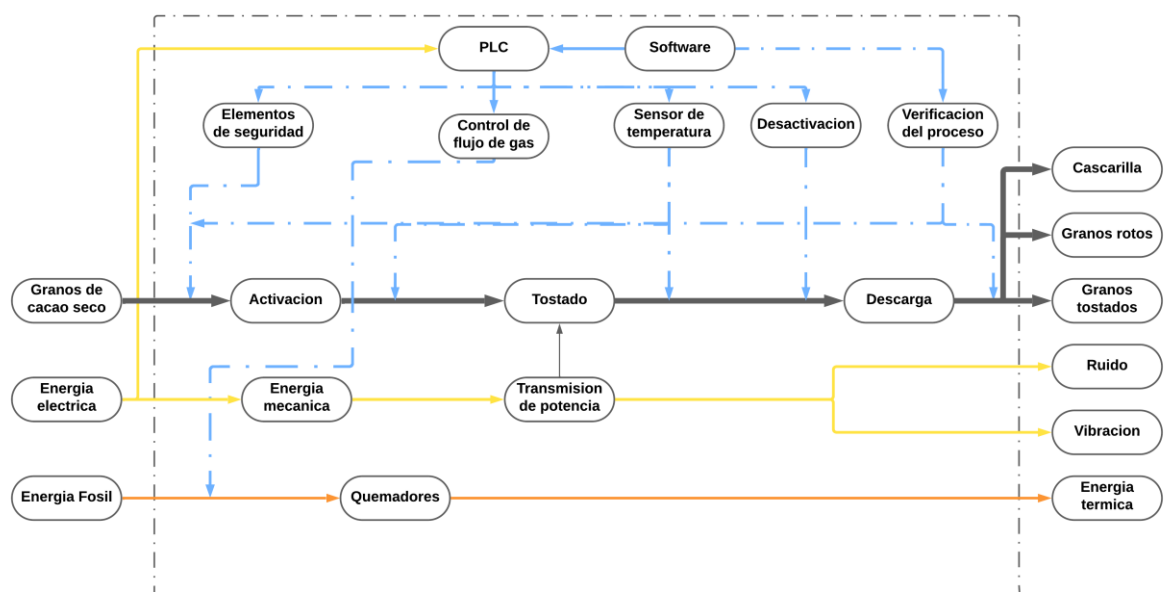 PLC
Software
Elementos
de seguridad
Control de
flujo de gas
Sensor de
temperatura
Desactivacion
Verificacion
del proceso
Cascarilla
Granos rotos
Granos de
cacao seco
Activacion
Tostado
Descarga
Granos
tostados
Energia
electrica
Energia
mecanica
Transmision
de potencia
Ruido
Vibracion
Energia Fosil
Quemadores
Energia
termica